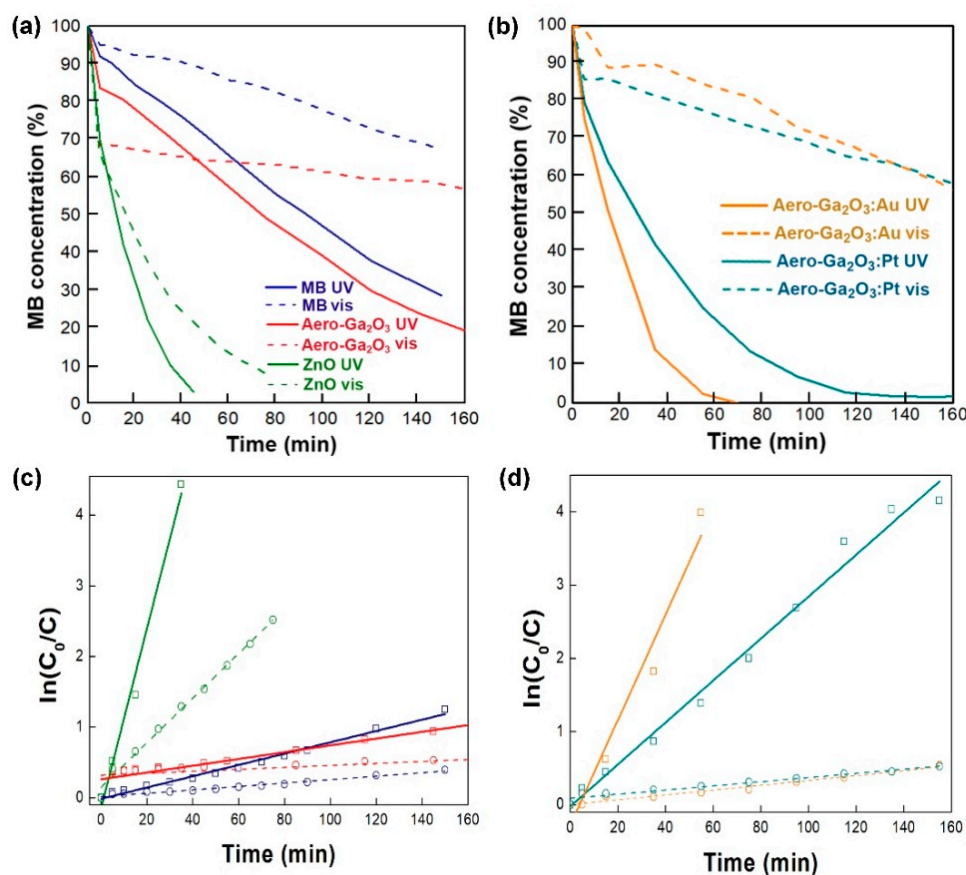 (a)
MB concentration (%)
100
90
80
70
60
50
40
30
20
10
0
MB UV
MB vis
Aero-Ga₂O₃ UV
Aero-Ga₂O₃ vis
ZnO UV
ZnO vis
0 20 40 60 80 100 120 140 160
Time (min)
(b)
MB concentration (%)
100
90
80
70
60
50
40
30
20
10
0
Aero-Ga₂O₃:Au UV
Aero-Ga₂O₃:Au vis
Aero-Ga₂O₃:Pt UV
Aero-Ga₂O₃:Pt vis
0 20 40 60 80 100 120 140 160
Time (min)
(c)
ln(C₀/C)
4
3
2
1
0
0 20 40 60 80 100 120 140 160
Time (min)
(d)
ln(C₀/C)
4
3
2
1
0
0 20 40 60 80 100 120 140 160
Time (min)